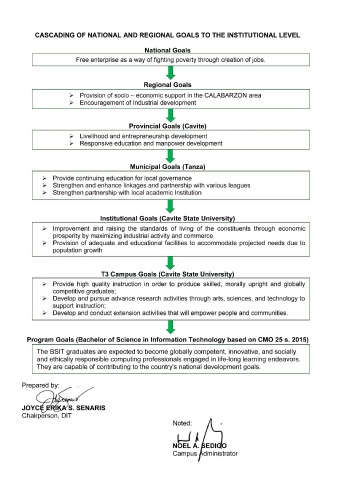 CASCADING OF NATIONAL AND REGIONAL GOALS TO THE INSTITUTIONAL LEVEL
National Goals
Free enterprise as a way of fighting poverty through creation of jobs.
Regional Goals
➢ Provision of socio – economic support in the CALABARZON area
➢ Encouragement of Industrial development
Provincial Goals (Cavite)
➢ Livelihood and entrepreneurship development
➢ Responsive education and manpower development
Municipal Goals (Tanza)
➢ Provide continuing education for local governance
➢ Strengthen and enhance linkages and partnership with various leagues
➢ Strengthen partnership with local academic Institution
Institutional Goals (Cavite State University)
➢ Improvement and raising the standards of living of the constituents through economic
prosperity by maximizing industrial activity and commerce
➢ Provision of adequate and educational facilities to accommodate projected needs due to
population growth
T3 Campus Goals (Cavite State University)
➢ Provide high quality instruction in order to produce skilled, morally upright and globally
competitive graduates;
➢ Develop and pursue advance research activities through arts, sciences, and technology to
support instruction;
➢ Develop and conduct extension activities that will empower people and communities.
Program Goals (Bachelor of Science in Information Technology based on CMO 25 s. 2015)
The BSIT graduates are expected to become globally competent, innovative, and socially
and ethically responsible computing professionals engaged in life-long learning endeavors.
They are capable of contributing to the country's national development goals.
Prepared by:
JOYCE ERIKA S. SENARIS
Chairperson, DIT
Noted:
NOEL A. SEDIGO
Campus Administrator